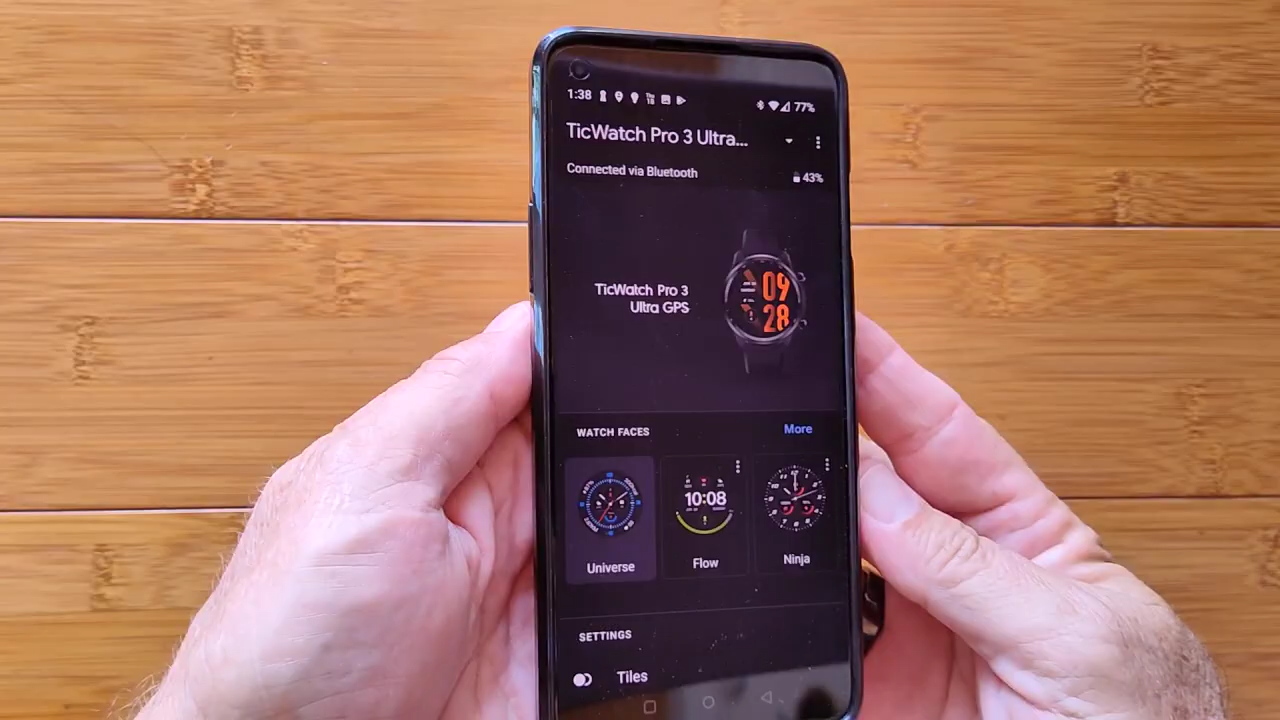 1:38 77%
TicWatch Pro 3 Ultra...
Connected via Bluetooth 43%
TicWatch Pro 3
Ultra GPS
09
28
WATCH FACES More
10:08
Universe Flow Ninja
SETTINGS
Tiles